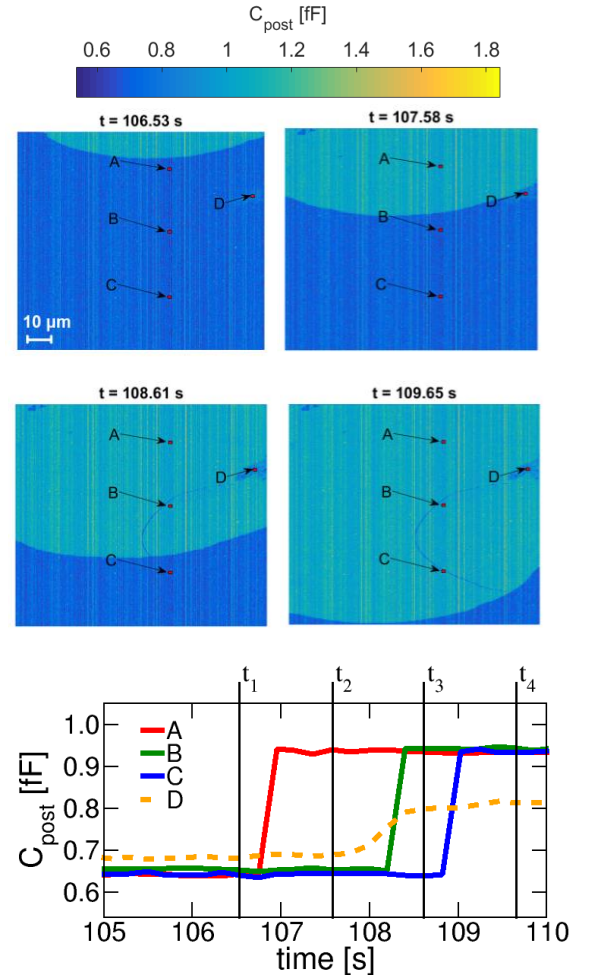 C_post [fF]
0.6 0.8 1 1.2 1.4 1.6 1.8
t = 106.53 s
A
D
B
C
10 µm
t = 107.58 s
A
D
B
C
t = 108.61 s
A
D
B
C
t = 109.65 s
A
D
B
C
t_1 t_2 t_3 t_4
1.0
0.9
0.8
0.7
0.6
C_post [fF]
A
B
C
D
105 106 107 108 109 110
time [s]